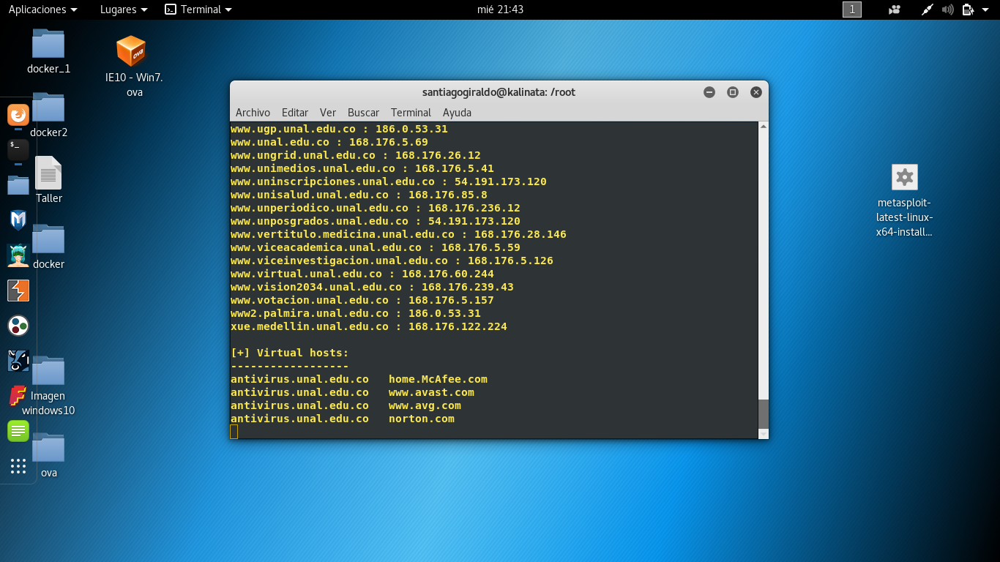 Aplicaciones Lugares Terminal mié 21:43 1
docker_1
IE10 - Win7.
ova
docker2
Taller
docker
Imagen
windows10
ova
metasploit-
latest-linux-
x64-install...
santiagogiraldo@kalinata: /root
Archivo Editar Ver Buscar Terminal Ayuda
www.ugp.unal.edu.co : 186.0.53.31
www.unal.edu.co : 168.176.5.69
www.ungrid.unal.edu.co : 168.176.26.12
www.unimedios.unal.edu.co : 168.176.5.41
www.uninscripciones.unal.edu.co : 54.191.173.120
www.unisalud.unal.edu.co : 168.176.85.8
www.unperiodico.unal.edu.co : 168.176.236.12
www.unposgrados.unal.edu.co : 54.191.173.120
www.vertitulo.medicina.unal.edu.co : 168.176.28.146
www.viceacademica.unal.edu.co : 168.176.5.59
www.viceinvestigacion.unal.edu.co : 168.176.5.126
www.virtual.unal.edu.co : 168.176.60.244
www.vision2034.unal.edu.co : 168.176.239.43
www.votacion.unal.edu.co : 168.176.5.157
www2.palmira.unal.edu.co : 186.0.53.31
xue.medellin.unal.edu.co : 168.176.122.224
[+] Virtual hosts:
------------------
antivirus.unal.edu.co home.McAfee.com
antivirus.unal.edu.co www.avast.com
antivirus.unal.edu.co www.avg.com
antivirus.unal.edu.co norton.com